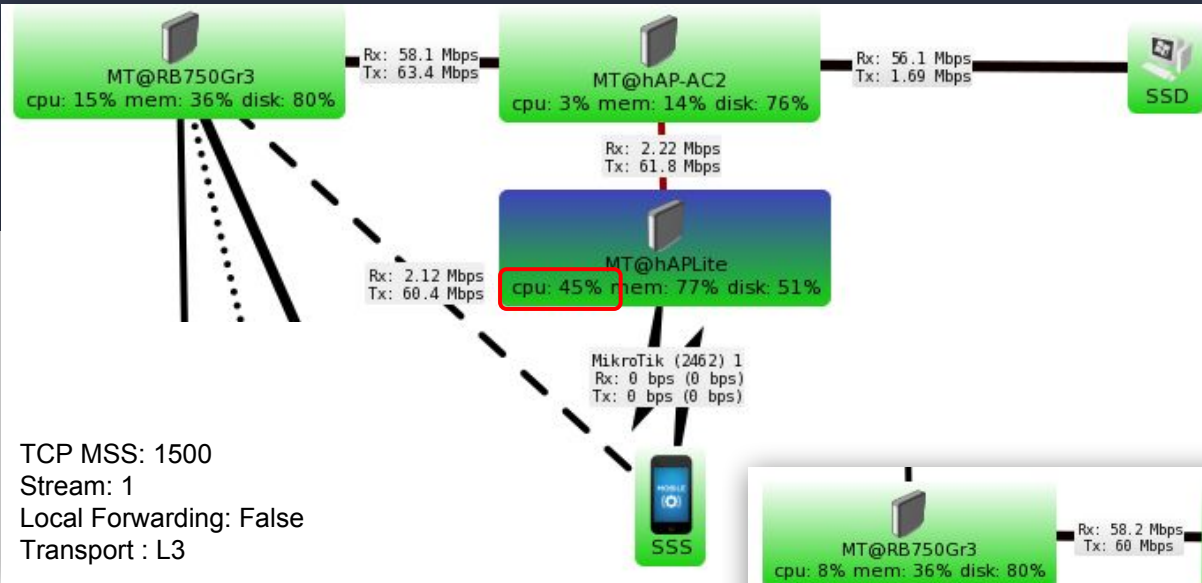 MT@RB750Gr3
cpu: 15% mem: 36% disk: 80%
Rx: 58.1 Mbps
Tx: 63.4 Mbps
MT@hAP-AC2
cpu: 3% mem: 14% disk: 76%
Rx: 56.1 Mbps
Tx: 1.69 Mbps
SSD
Rx: 2.22 Mbps
Tx: 61.8 Mbps
MT@hAPLite
cpu: 45% mem: 77% disk: 51%
Rx: 2.12 Mbps
Tx: 60.4 Mbps
MikroTik (2462) 1
Rx: 0 bps (0 bps)
Tx: 0 bps (0 bps)
MOBILE
SSS
TCP MSS: 1500
Stream: 1
Local Forwarding: False
Transport : L3
MT@RB750Gr3
cpu: 8% mem: 36% disk: 80%
Rx: 58.2 Mbps
Tx: 60 Mbps